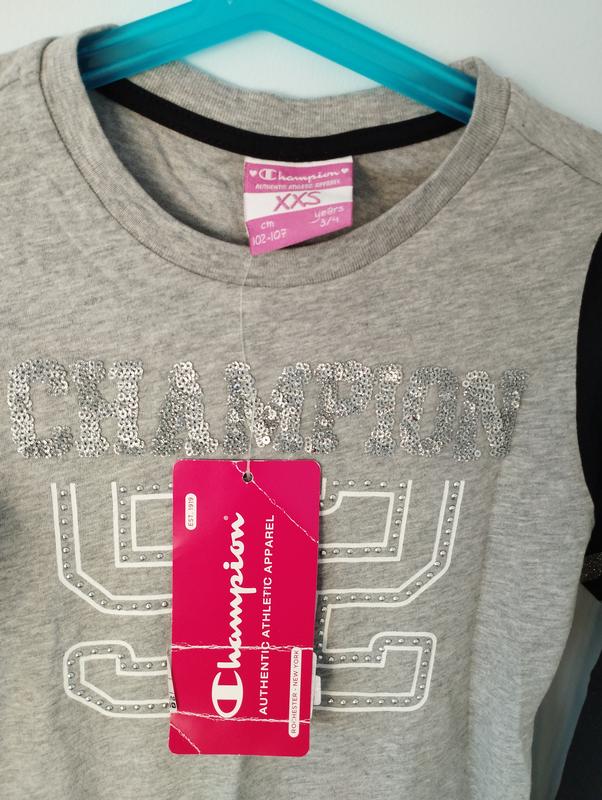 Champion
AUTHENTIC ATHLETIC APPAREL
XXS
cm
102-107
years
3/4
CHAMPION
EST. 1919
Champion
AUTHENTIC ATHLETIC APPAREL
ROCHESTER - NEW YORK